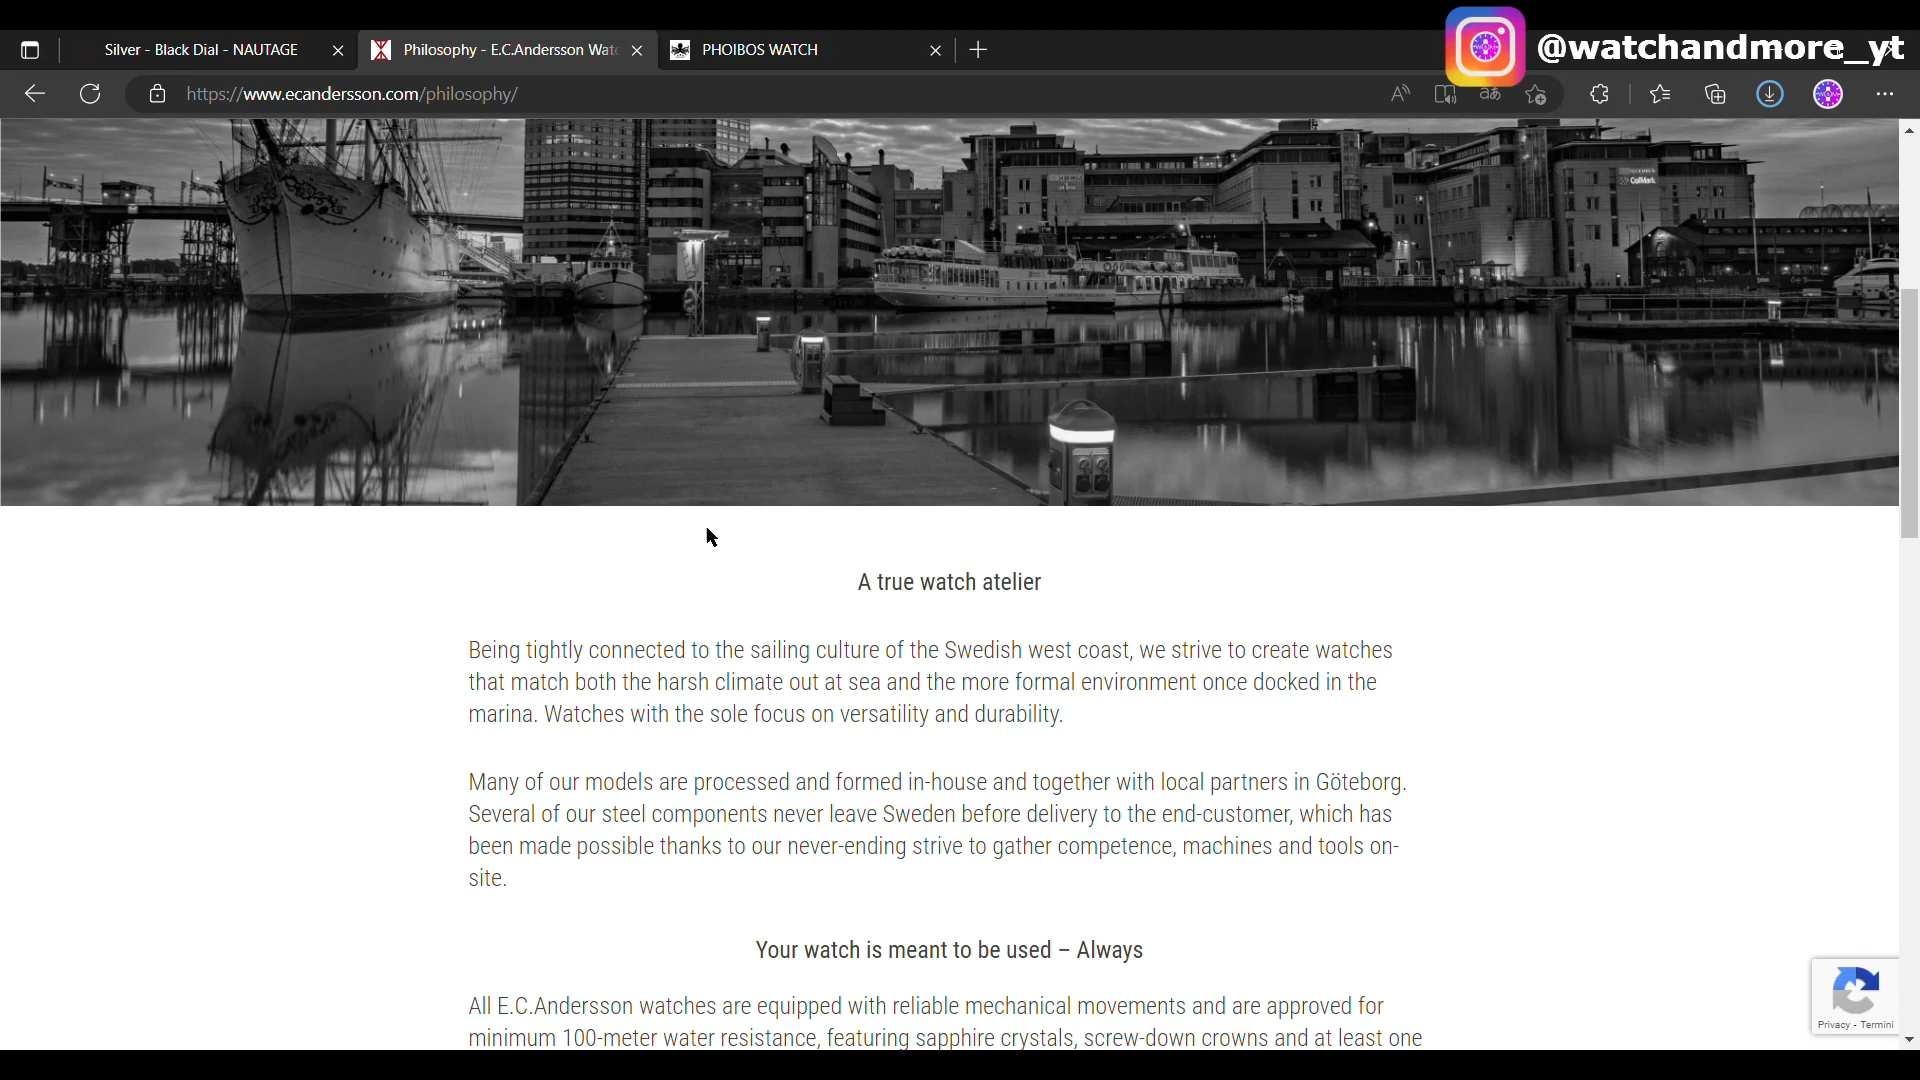 @watchandmore_yt
Silver - Black Dial - NAUTAGE
Philosophy - E.C.Andersson Wat
PHOIBOS WATCH
https://www.ecandersson.com/philosophy/
A true watch atelier
Being tightly connected to the sailing culture of the Swedish west coast, we strive to create watches
that match both the harsh climate out at sea and the more formal environment once docked in the
marina. Watches with the sole focus on versatility and durability.
Many of our models are processed and formed in-house and together with local partners in Göteborg.
Several of our steel components never leave Sweden before delivery to the end-customer, which has
been made possible thanks to our never-ending strive to gather competence, machines and tools on-
site.
Your watch is meant to be used – Always
All E.C.Andersson watches are equipped with reliable mechanical movements and are approved for
minimum 100-meter water resistance, featuring sapphire crystals, screw-down crowns and at least one
Privacy - Termini